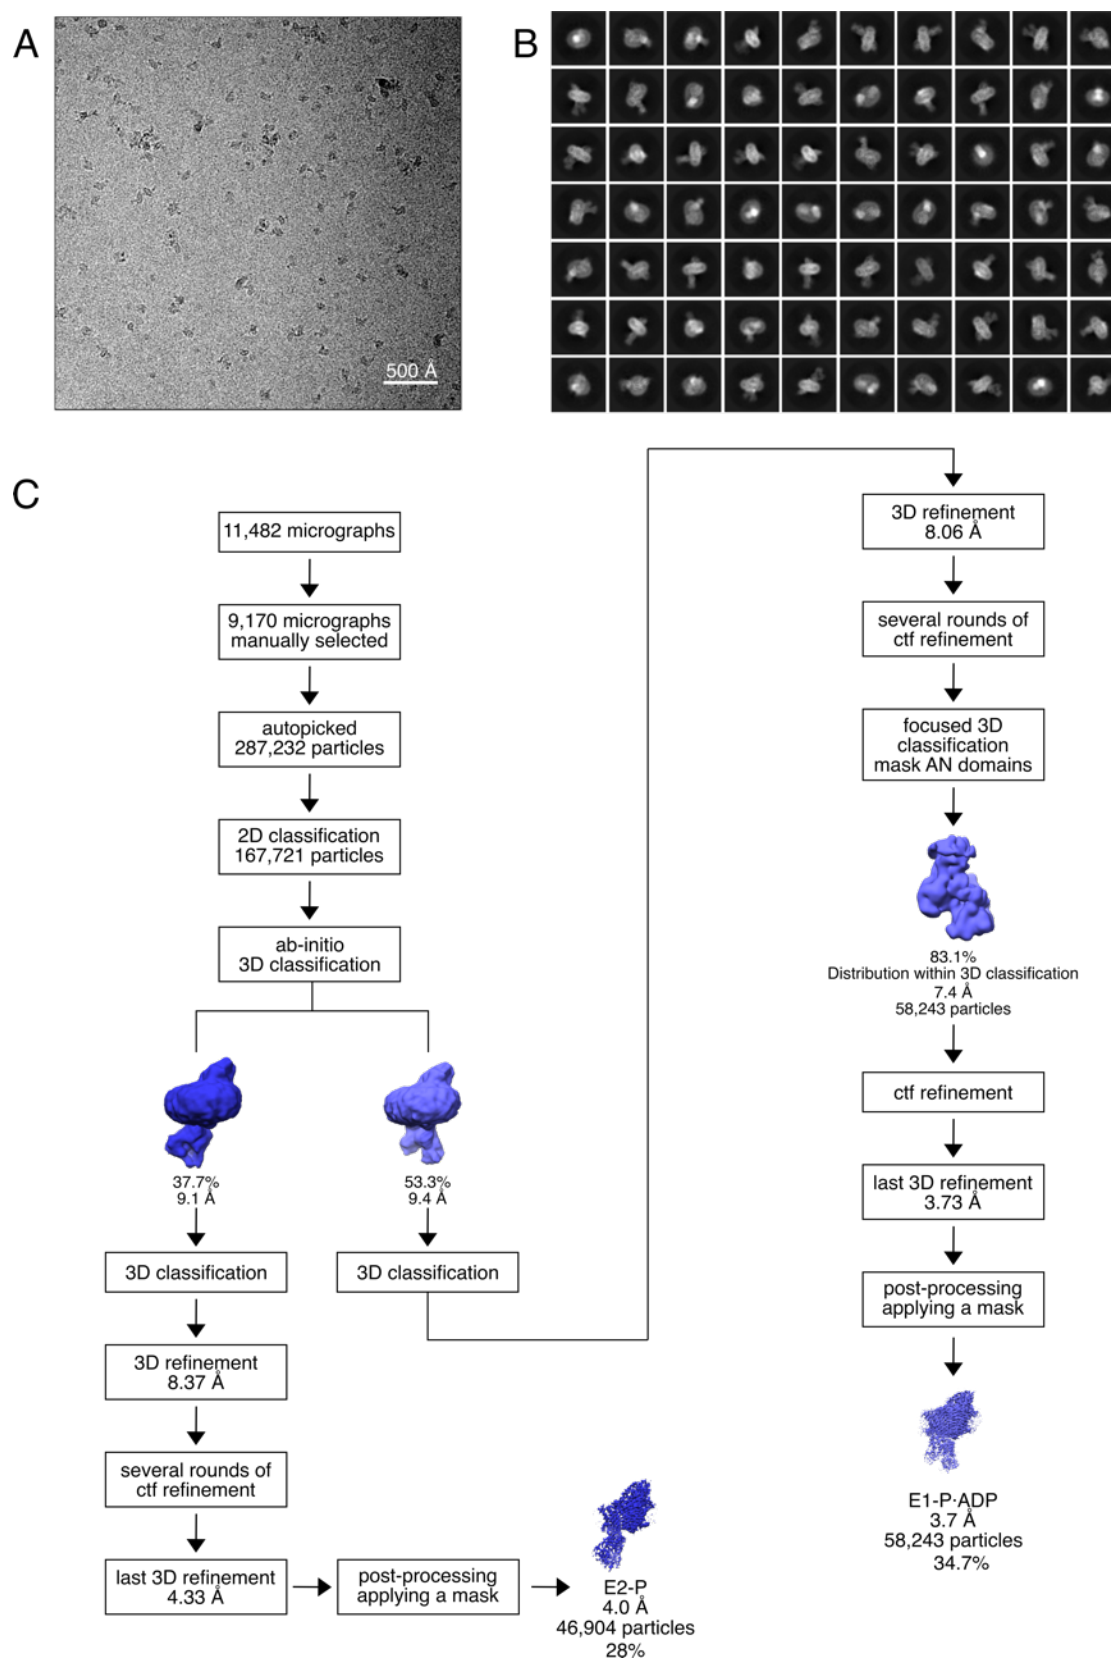 A
500 Å
B
C
11,482 micrographs
9,170 micrographs
manually selected
autopicked
287,232 particles
2D classification
167,721 particles
ab-initio
3D classification
37.7%
9.1 Å
53.3%
9.4 Å
3D classification
3D classification
3D refinement
8.37 Å
several rounds of
ctf refinement
last 3D refinement
4.33 Å
post-processing
applying a mask
E2-P
4.0 Å
46,904 particles
28%
3D refinement
8.06 Å
several rounds of
ctf refinement
focused 3D
classification
mask AN domains
83.1%
Distribution within 3D classification
7.4 Å
58,243 particles
ctf refinement
last 3D refinement
3.73 Å
post-processing
applying a mask
E1-P·ADP
3.7 Å
58,243 particles
34.7%